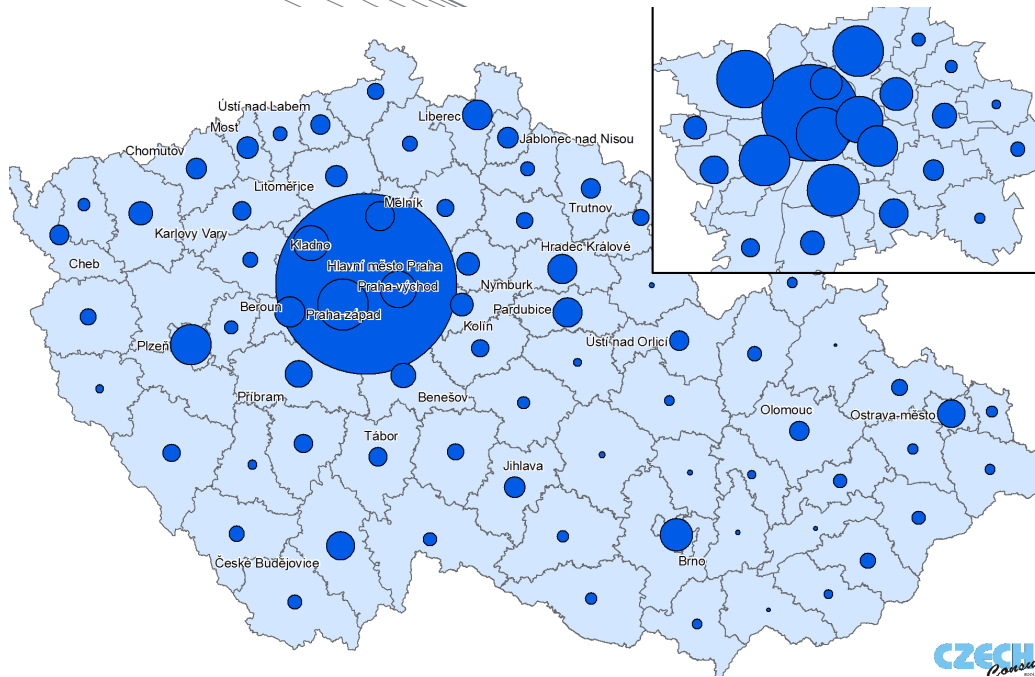 Ústí nad Labem
Most
Liberec
Jablonec nad Nisou
Chomutov
Litoměřice
Mělník
Trutnov
Karlovy Vary
Kladno
Hradec Králové
Cheb
Hlavní město Praha
Praha-východ
Nymburk
Beroun
Praha-západ
Pardubice
Kolín
Plzeň
Ústí nad Orlicí
Příbram
Benešov
Olomouc
Ostrava-město
Tábor
Jihlava
České Budějovice
Brno
CZECH
Consu